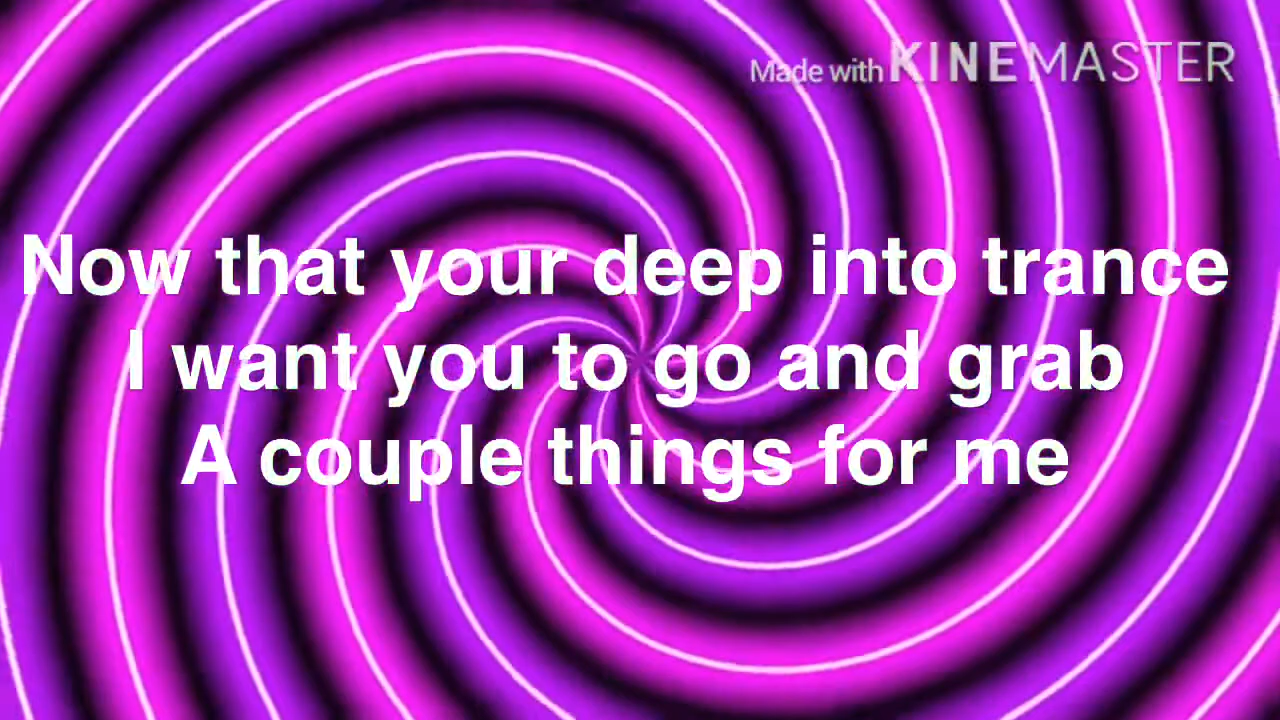 Made with KINEMASTER
Now that your deep into trance
I want you to go and grab
A couple things for me